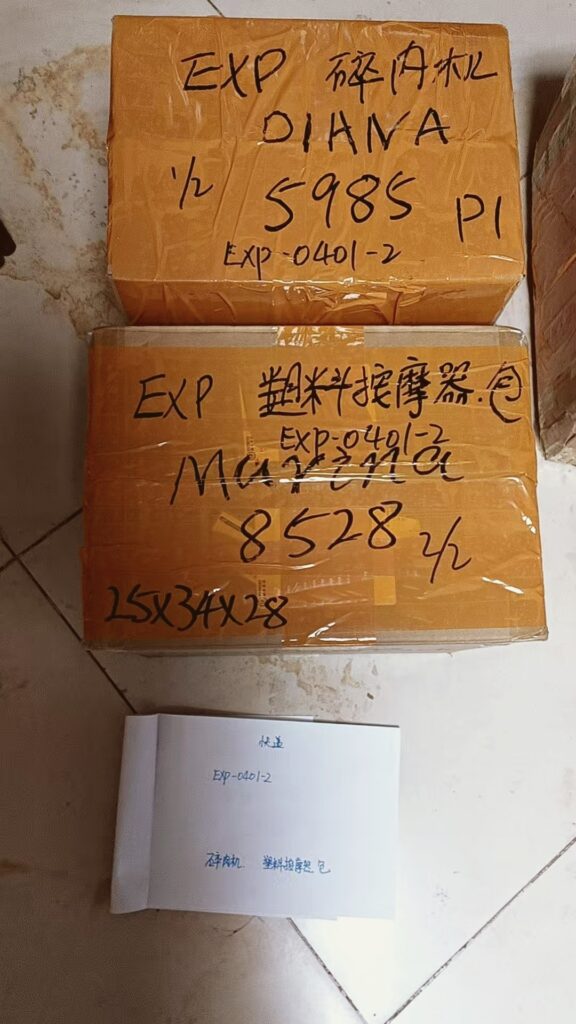 EXP 碎肉机
DIANA
1/2 5985 P1
Exp-0401-2
EXP 塑料按摩器.包
EXP-0401-2
Marina
8528 2/2
25X34X28
快递
EXP-0401-2
碎肉机. 塑料按摩器 包